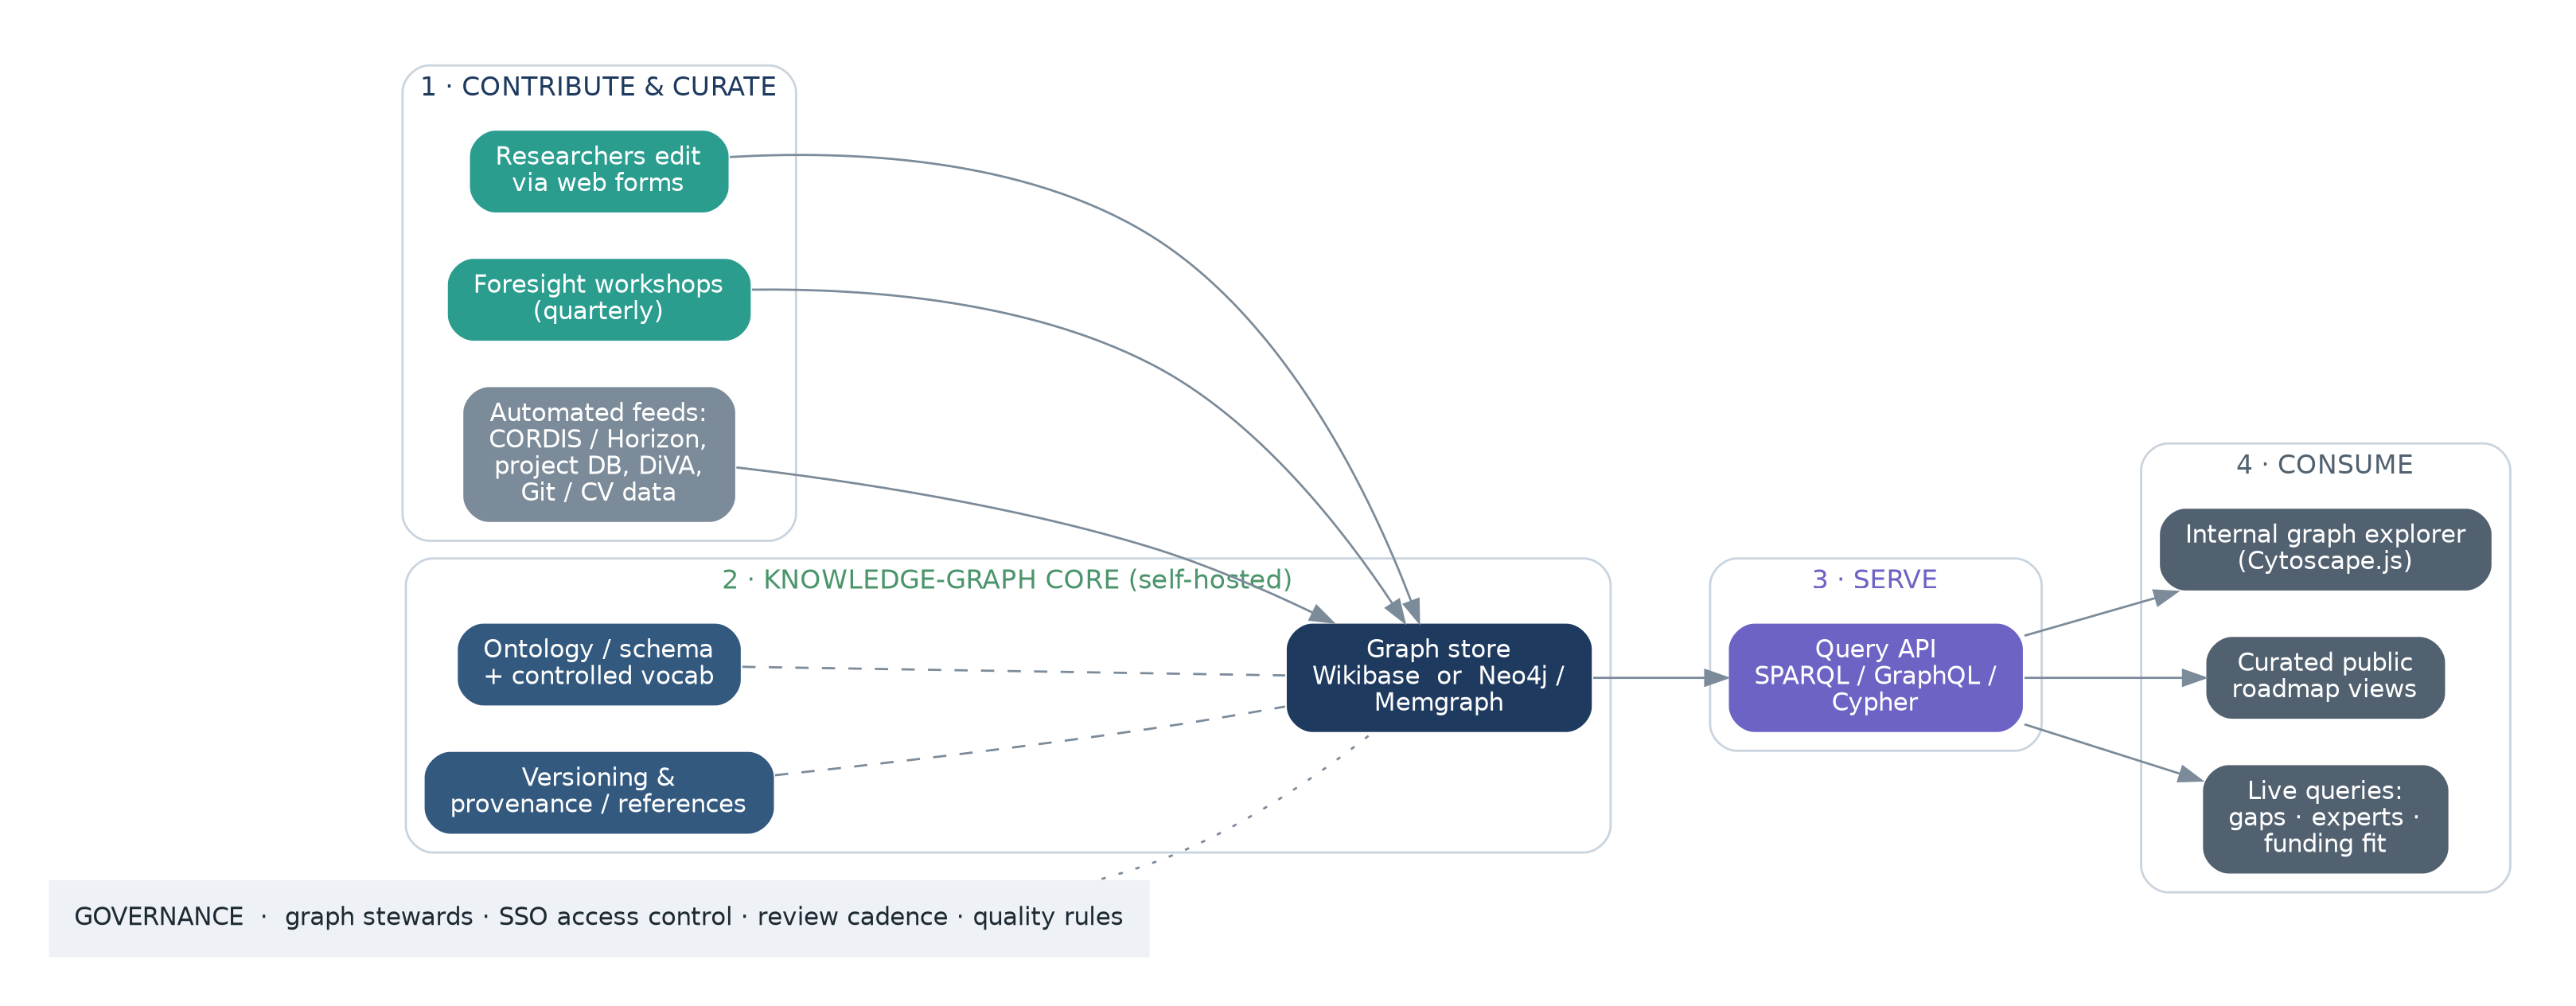 1 · CONTRIBUTE & CURATE
Researchers edit
via web forms
Foresight workshops
(quarterly)
Automated feeds:
CORDIS / Horizon,
project DB, DiVA,
Git / CV data
2 · KNOWLEDGE-GRAPH CORE (self-hosted)
Ontology / schema
+ controlled vocab
Versioning &
provenance / references
Graph store
Wikibase  or  Neo4j /
Memgraph
3 · SERVE
Query API
SPARQL / GraphQL /
Cypher
4 · CONSUME
Internal graph explorer
(Cytoscape.js)
Curated public
roadmap views
Live queries:
gaps · experts ·
funding fit
GOVERNANCE  ·  graph stewards · SSO access control · review cadence · quality rules